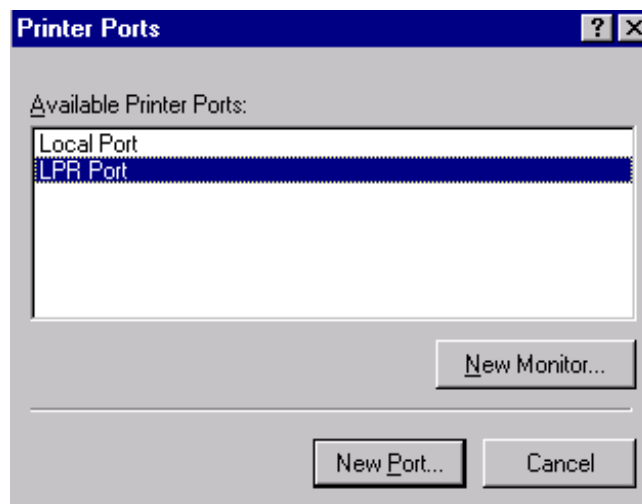 Printer Ports
Available Printer Ports:
Local Port
LPR Port
New Monitor...
New Port... Cancel